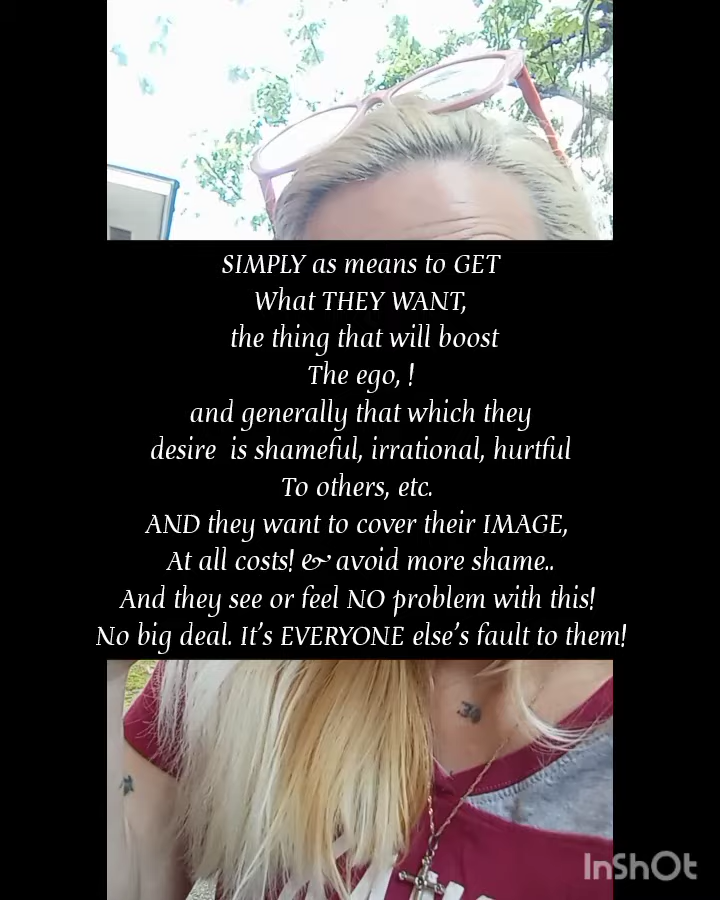 SIMPLY as means to GET
What THEY WANT,
the thing that will boost
The ego, !
and generally that which they
desire  is shameful, irrational, hurtful
To others, etc.
AND they want to cover their IMAGE,
At all costs! & avoid more shame..
And they see or feel NO problem with this!
No big deal. It's EVERYONE else's fault to them!
InShOt